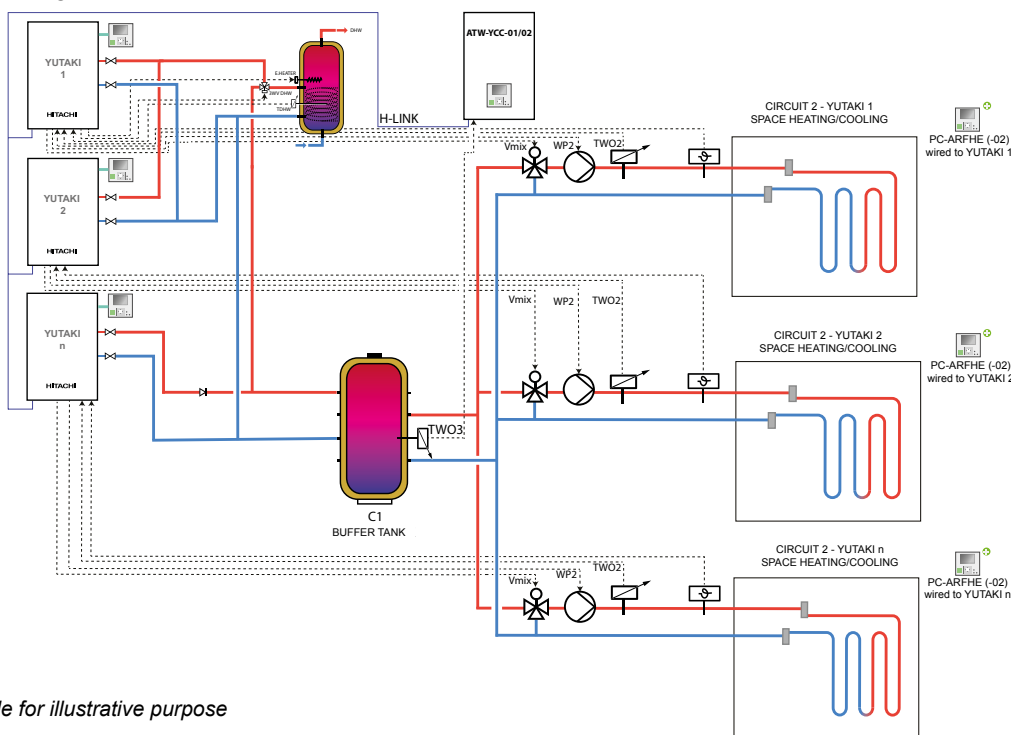 YUTAKI
1
HITACHI
DHW
E.HEATER
3WV DHW
TDHW
ATW-YCC-01/02
H-LINK
YUTAKI
2
HITACHI
YUTAKI
n
HITACHI
Vmix
WP2
TWO2
CIRCUIT 2 - YUTAKI 1
SPACE HEATING/COOLING
PC-ARFHE (-02)
wired to YUTAKI 1
Vmix
WP2
TWO2
CIRCUIT 2 - YUTAKI 2
SPACE HEATING/COOLING
PC-ARFHE (-02)
wired to YUTAKI 2
TWO3
C1
BUFFER TANK
Vmix
WP2
TWO2
CIRCUIT 2 - YUTAKI n
SPACE HEATING/COOLING
PC-ARFHE (-02)
wired to YUTAKI n
le for illustrative purpose